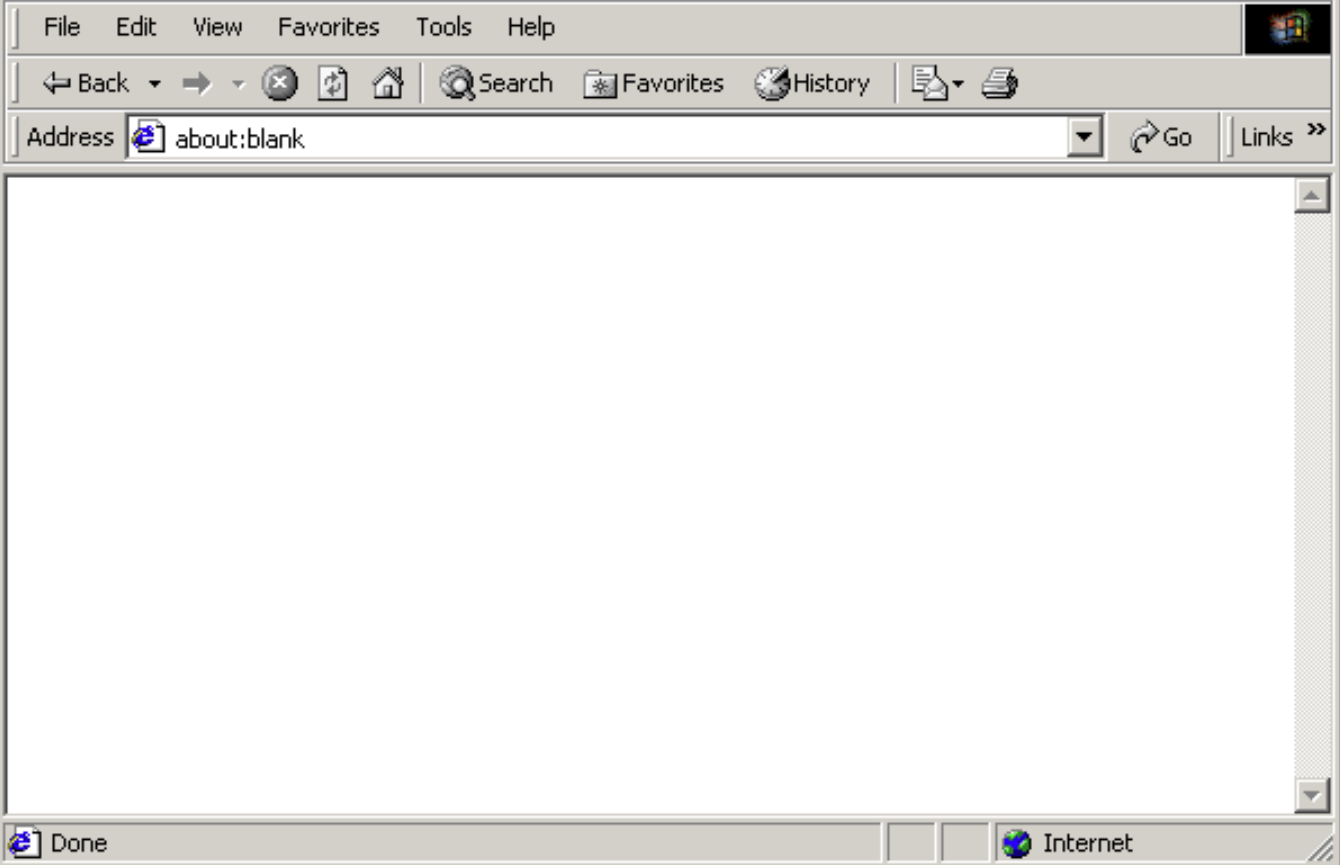 File Edit View Favorites Tools Help
Back Search Favorites History
Address about:blank Go Links »
Done Internet